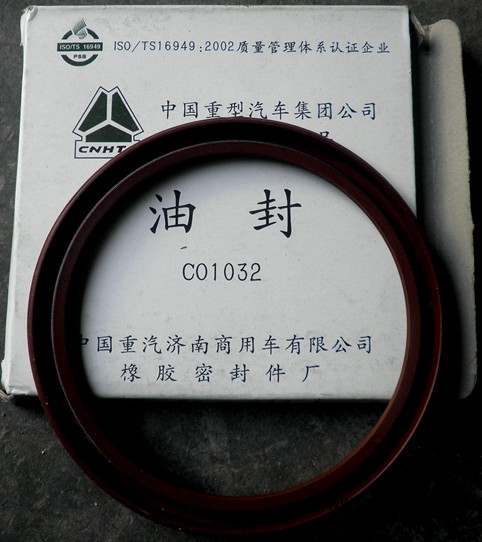 ISO/TS 16949
PSB
ISO/TS16949:2002质量管理体系认证企业
中国重型汽车集团公司
CNHT
油 封
CO1032
中国重汽济南商用车有限公司
橡胶密封件厂